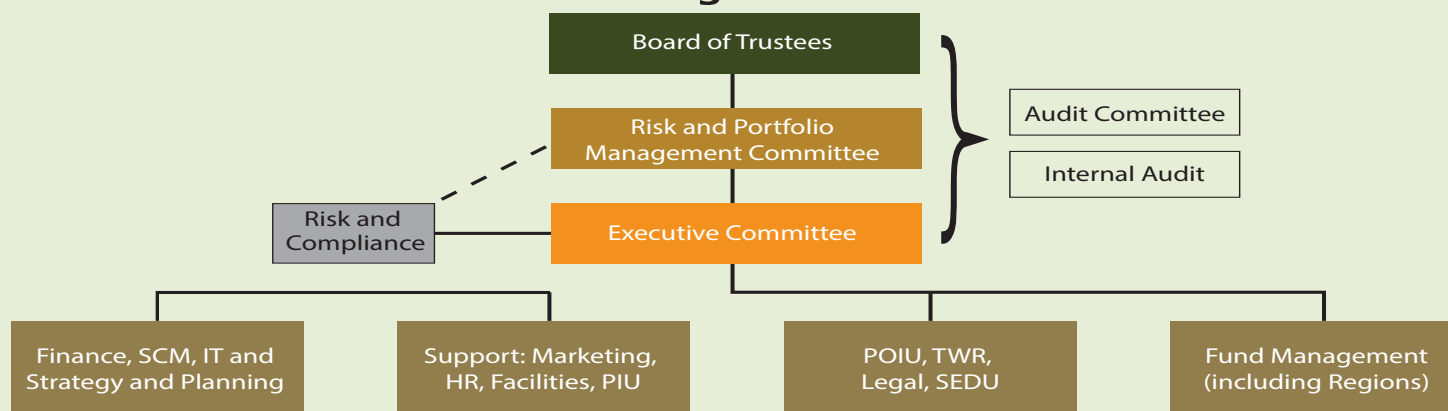 Board of Trustees
Risk and Portfolio
Management Committee
Audit Committee
Internal Audit
Risk and
Compliance
Executive Committee
Finance, SCM, IT and
Strategy and Planning
Support: Marketing,
HR, Facilities, PIU
POIU, TWR,
Legal, SEDU
Fund Management
(including Regions)